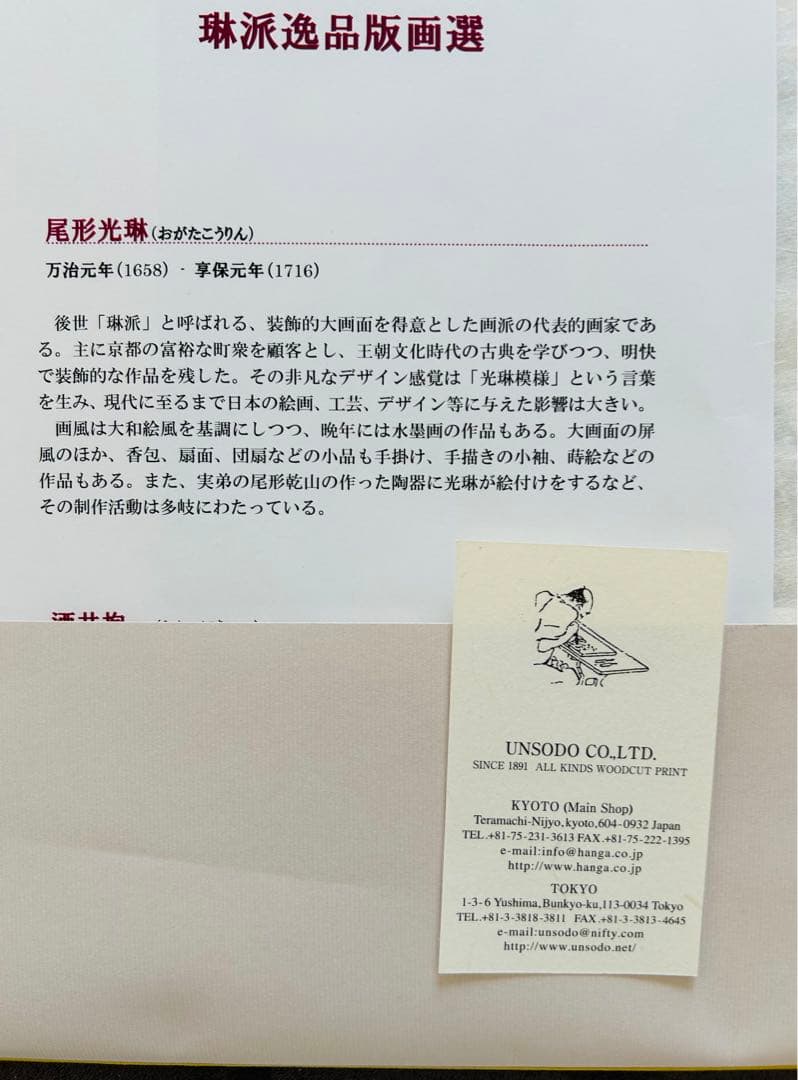 琳派逸品版画選
尾形光琳(おがたこうりん)
万治元年(1658) - 享保元年(1716)
後世「琳派」と呼ばれる、装飾的大画面を得意とした画派の代表的画家であ
る。主に京都の富裕な町衆を顧客とし、王朝文化時代の古典を学びつつ、明快
で装飾的な作品を残した。その非凡なデザイン感覚は「光琳模様」という言葉
を生み、現代に至るまで日本の絵画、工芸、デザイン等に与えた影響は大きい。
画風は大和絵風を基調にしつつ、晩年には水墨画の作品もある。大画面の屏
風のほか、香包、扇面、団扇などの小品も手掛け、手描きの小袖、蒔絵などの
作品もある。また、実弟の尾形乾山の作った陶器に光琳が絵付けをするなど、
その制作活動は多岐にわたっている。
酒井抱
UNSODO CO.,LTD.
SINCE 1891 ALL KINDS WOODCUT PRINT
KYOTO (Main Shop)
Teramachi-Nijyo,kyoto,604-0932 Japan
TEL.+81-75-231-3613 FAX.+81-75-222-1395
e-mail:info@hanga.co.jp
http://www.hanga.co.jp
TOKYO
1-3-6 Yushima,Bunkyo-ku,113-0034 Tokyo
TEL.+81-3-3818-3811 FAX.+81-3-3813-4645
e-mail:unsodo@nifty.com
http://www.unsodo.net/